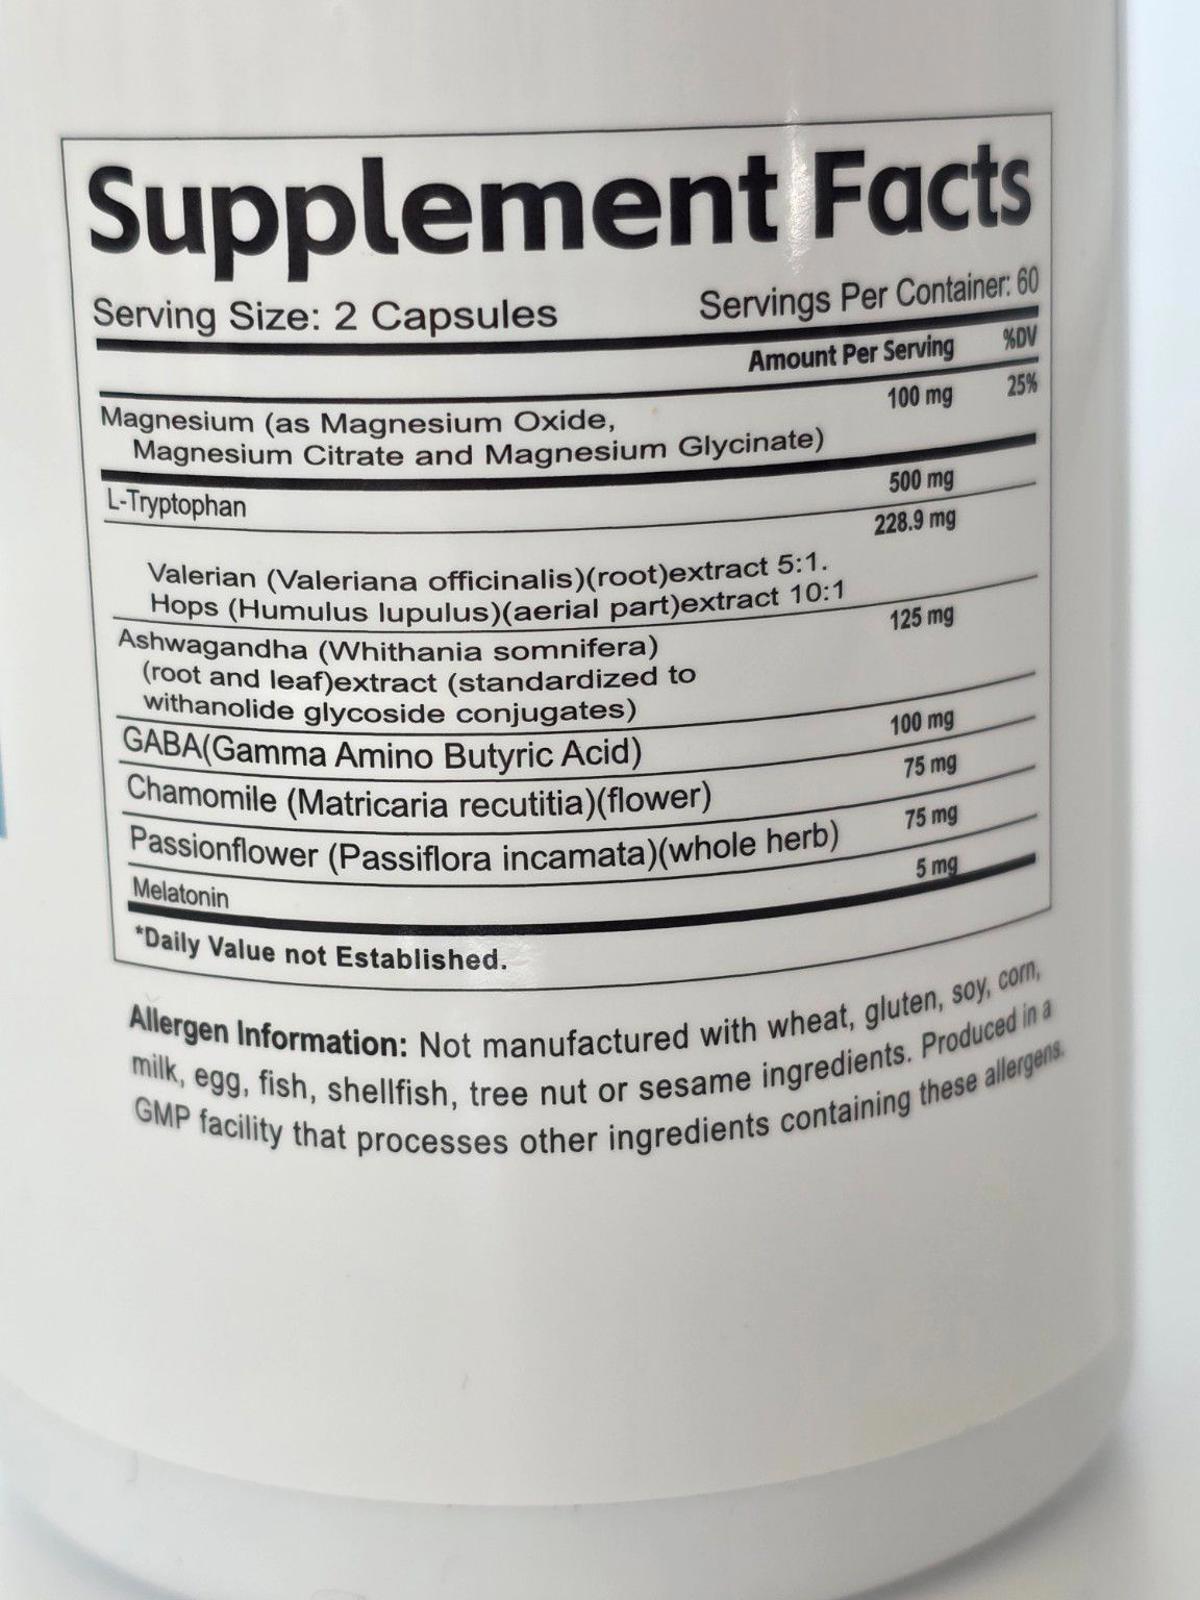 Supplement Facts
Serving Size: 2 Capsules Servings Per Container: 60
Amount Per Serving %DV
Magnesium (as Magnesium Oxide, 100 mg 25%
Magnesium Citrate and Magnesium Glycinate)
L-Tryptophan 500 mg
228.9 mg
Valerian (Valeriana officinalis)(root)extract 5:1.
Hops (Humulus lupulus)(aerial part)extract 10:1
Ashwagandha (Whithania somnifera) 125 mg
(root and leaf)extract (standardized to
withanolide glycoside conjugates)
GABA(Gamma Amino Butyric Acid) 100 mg
Chamomile (Matricaria recutitia)(flower) 75 mg
Passionflower (Passiflora incamata)(whole herb) 75 mg
Melatonin 5 mg
*Daily Value not Established.
Allergen Information: Not manufactured with wheat, gluten, soy, corn,
milk, egg, fish, shellfish, tree nut or sesame ingredients. Produced in a
GMP facility that processes other ingredients containing these allergens.